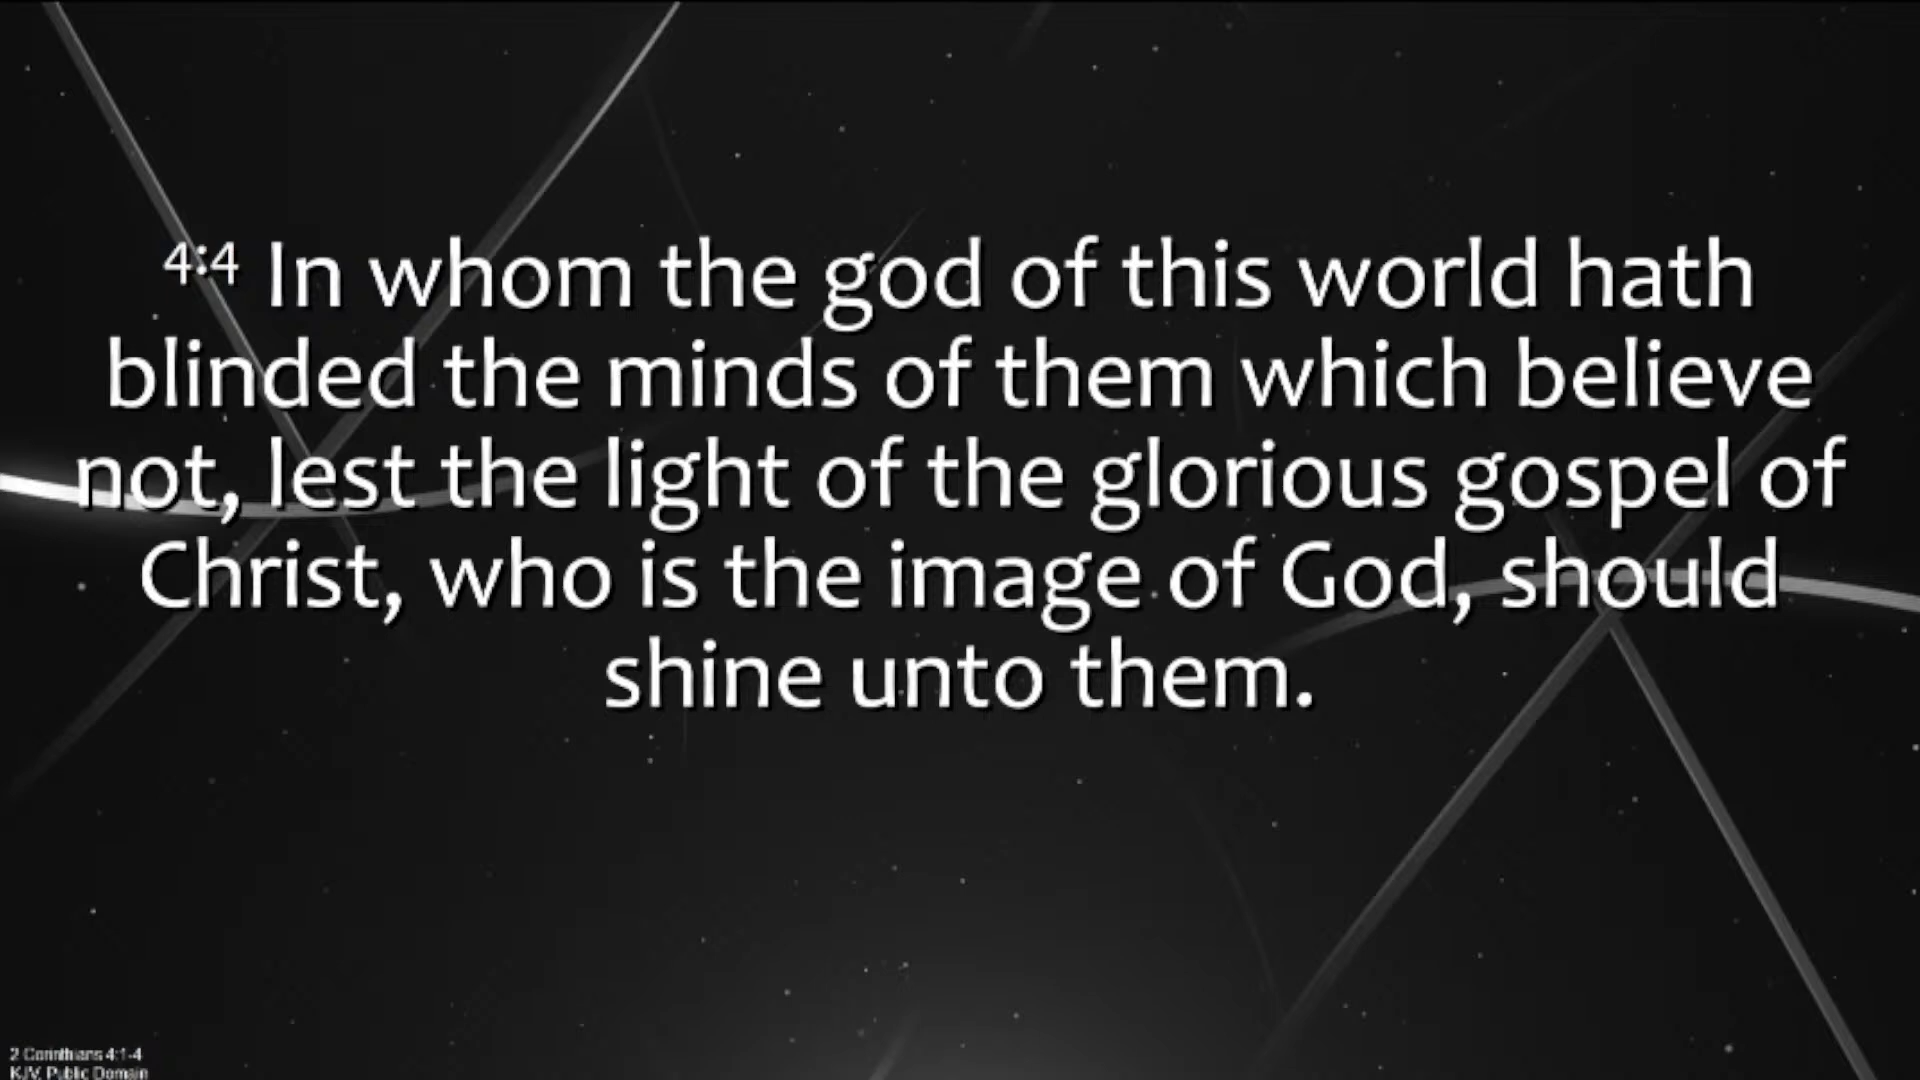 4:4 In whom the god of this world hath
blinded the minds of them which believe
not, lest the light of the glorious gospel of
Christ, who is the image of God, should
shine unto them.
2 Corinthians 4:1-4
KJV, Public Domain